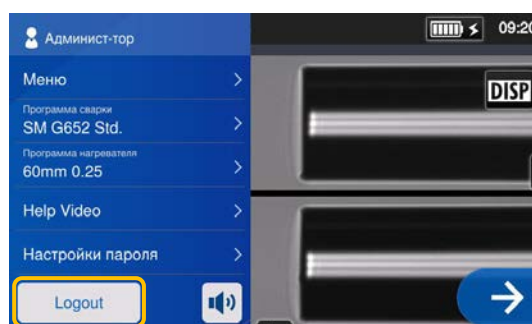 Админист-тор
09:20
Меню
Программа сварки
SM G652 Std.
DISP
Программа нагревателя
60mm 0.25
Help Video
Настройки пароля
Logout